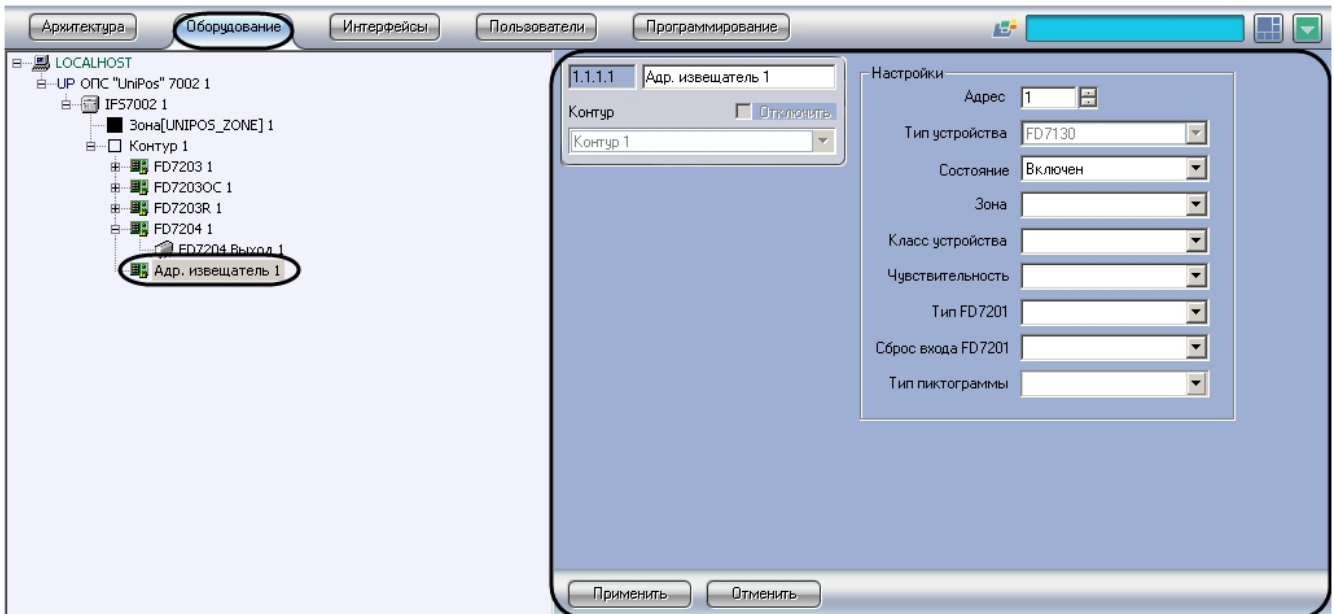 Архитектура Оборудование Интерфейсы Пользователи Программирование
LOCALHOST
UP ОПС "UniPos" 7002 1
IFS7002 1
Зона[UNIPOS_ZONE] 1
Контур 1
FD7203 1
FD7203OC 1
FD7203R 1
FD7204 1
FD7204 Выход 1
Адр. извещатель 1
1.1.1.1 Адр. извещатель 1
Контур Отключить
Контур 1
Настройки
Адрес 1
Тип устройства FD7130
Состояние Включен
Зона
Класс устройства
Чувствительность
Тип FD7201
Сброс входа FD7201
Тип пиктограммы
Применить Отменить